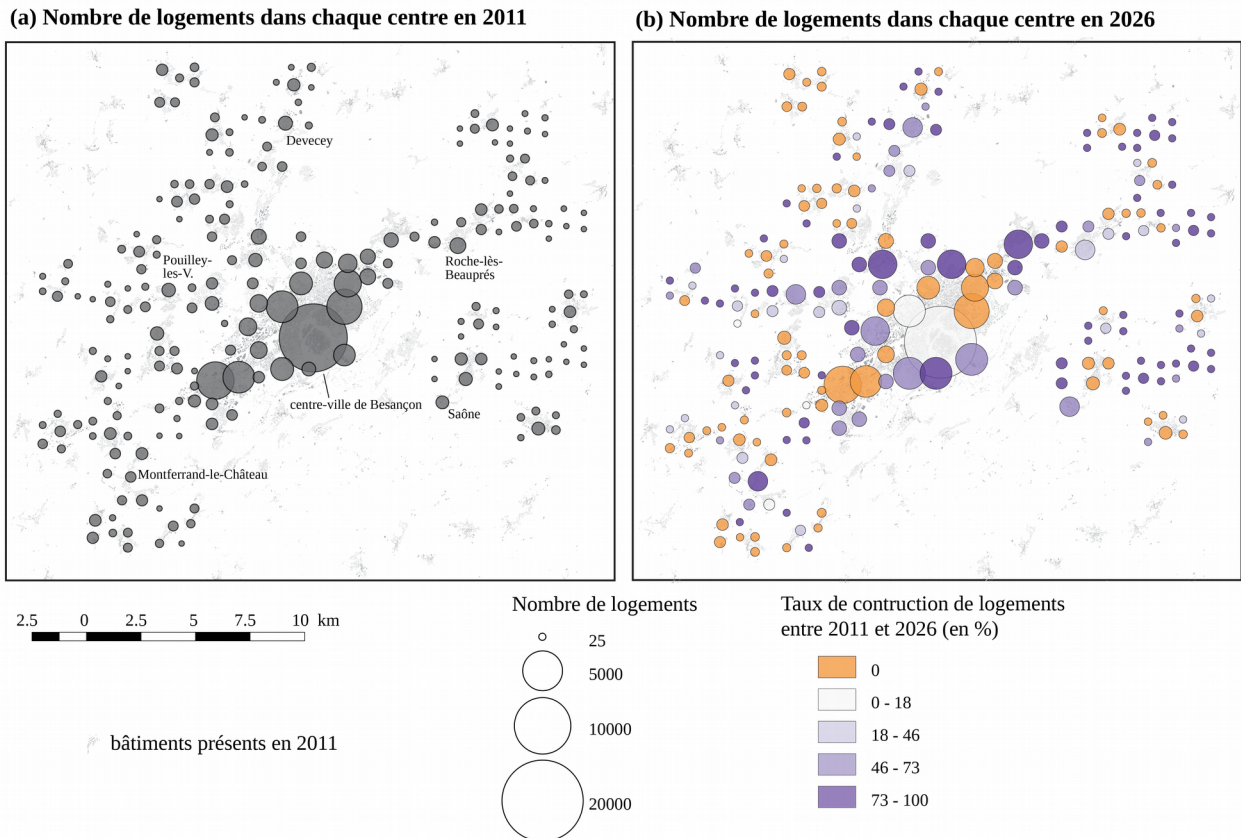 (a) Nombre de logements dans chaque centre en 2011
(b) Nombre de logements dans chaque centre en 2026
Devecey
Pouilley-
les-V.
Roche-lès-
Beauprés
centre-ville de Besançon
Saône
Montferrand-le-Château
2.5 0 2.5 5 7.5 10 km
bâtiments présents en 2011
Nombre de logements
25
5000
10000
20000
Taux de contruction de logements
entre 2011 et 2026 (en %)
0
0 - 18
18 - 46
46 - 73
73 - 100